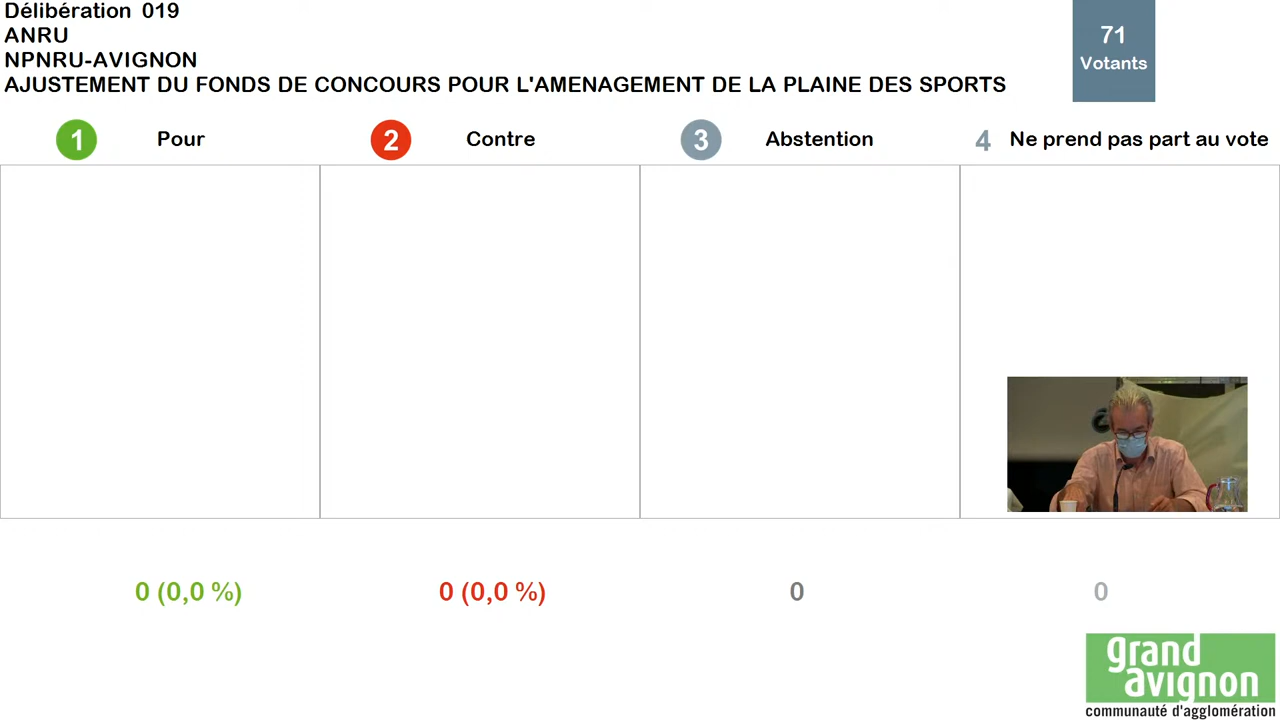 Délibération 019
ANRU
NPNRU-AVIGNON
AJUSTEMENT DU FONDS DE CONCOURS POUR L'AMENAGEMENT DE LA PLAINE DES SPORTS
71
Votants
1 Pour
2 Contre
3 Abstention
4 Ne prend pas part au vote
0 (0,0 %)
0 (0,0 %)
0
0
grand
avignon
communauté d'agglomération